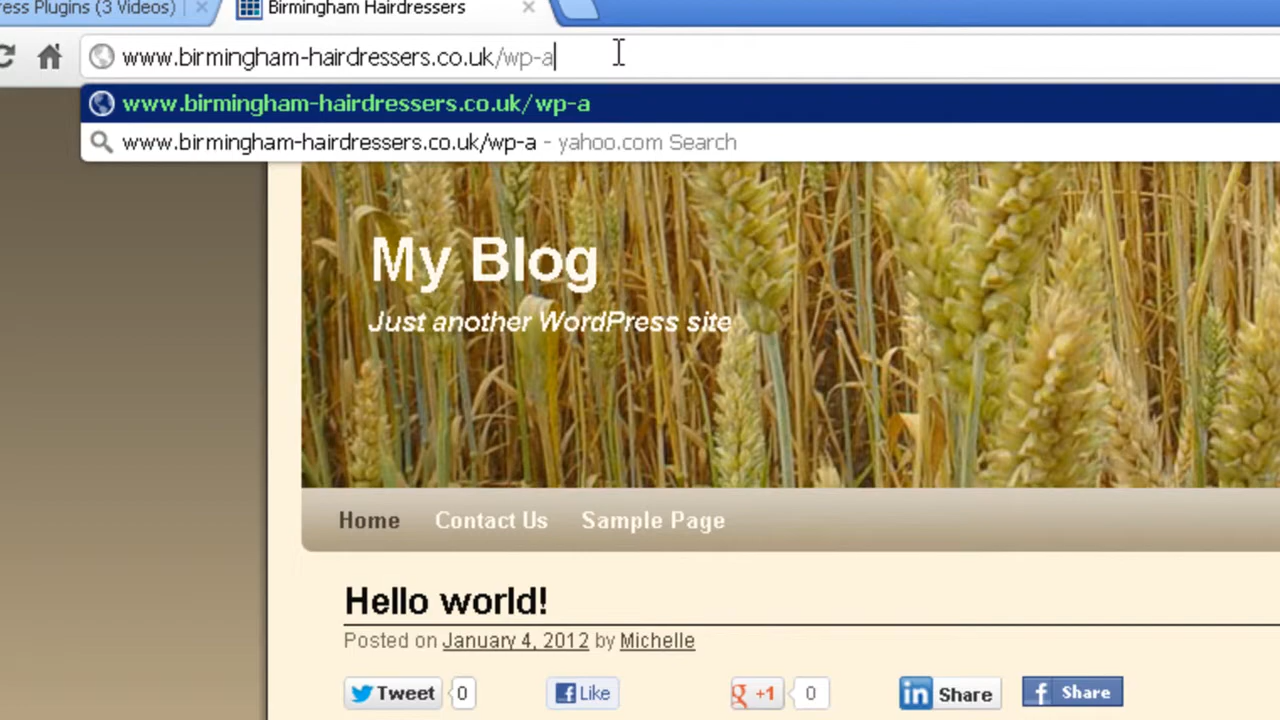 ress Plugins (3 Videos)
Birmingham Hairdressers
www.birmingham-hairdressers.co.uk/wp-a
www.birmingham-hairdressers.co.uk/wp-a
www.birmingham-hairdressers.co.uk/wp-a - yahoo.com Search
My Blog
Just another WordPress site
Home Contact Us Sample Page
Hello world!
Posted on January 4, 2012 by Michelle
Tweet 0 Like +1 0 Share Share